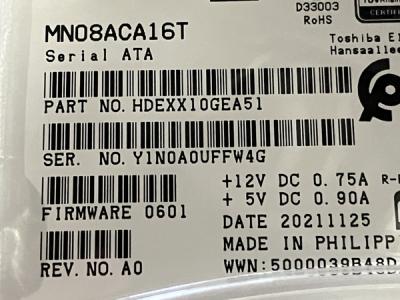 D33003
RoHS
MN08ACA16T
Serial ATA
Toshiba El
Hansaallee
PART NO. HDEXX10GEA51
SER. NO. Y1N0A0UFFW4G
+12V DC 0.75A
+ 5V DC 0.90A
FIRMWARE 0601
DATE 20211125
MADE IN PHILIPP
REV. NO. A0
WWN:5000039B48D